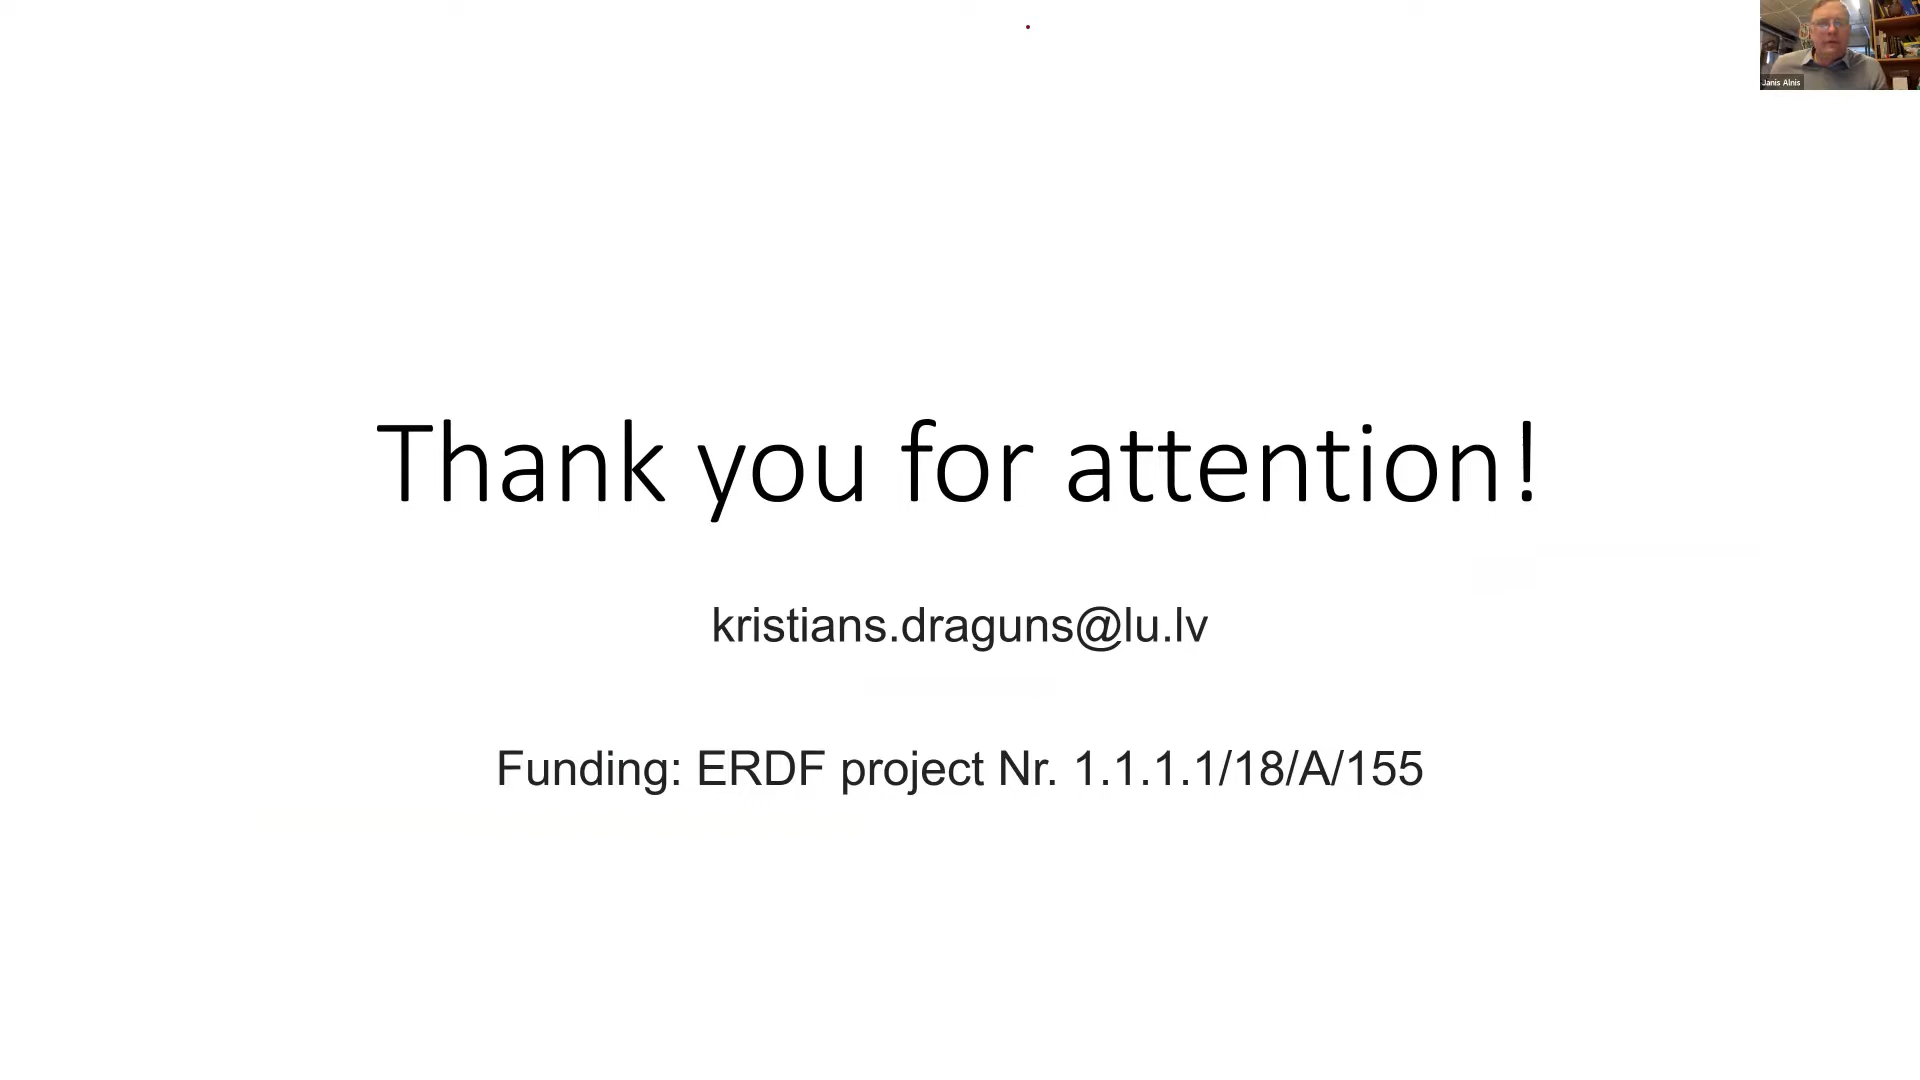 Janis Alnis
Thank you for attention!
kristians.draguns@lu.lv
Funding: ERDF project Nr. 1.1.1.1/18/A/155